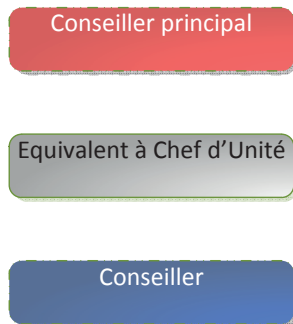 Conseiller principal
Equivalent à Chef d’Unité
Conseiller